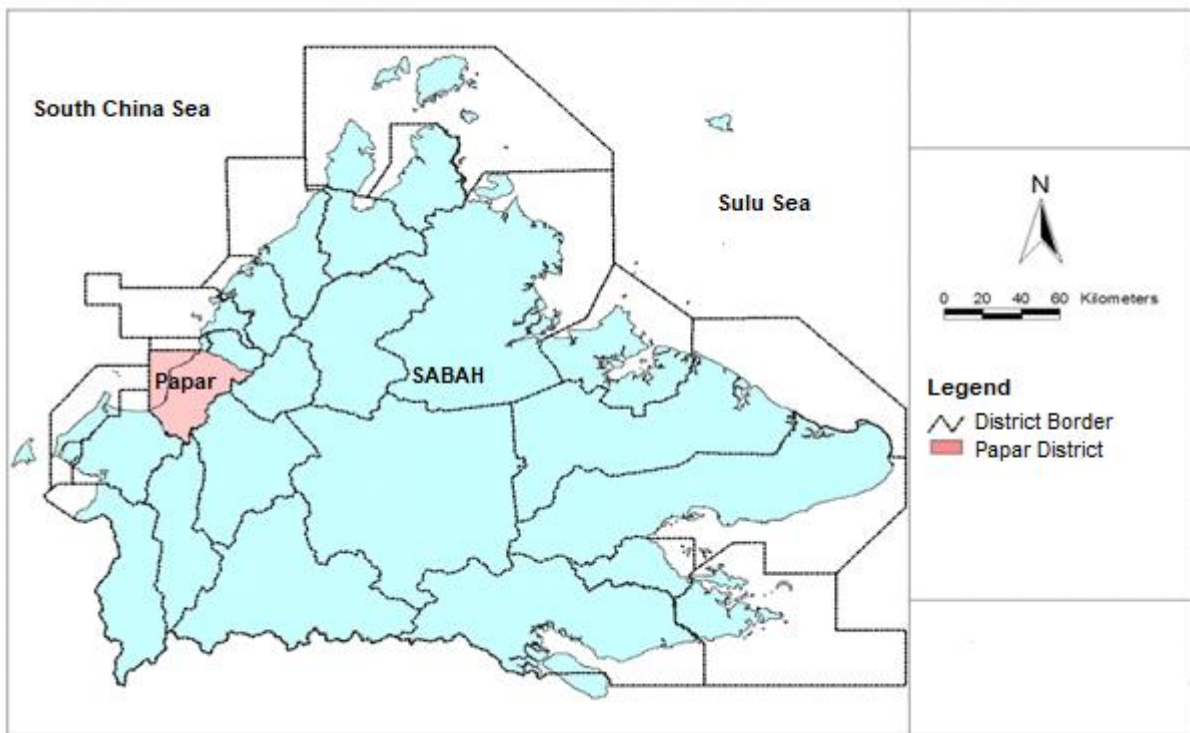 South China Sea
Sulu Sea
Papar
SABAH
N
0 20 40 60 Kilometers
Legend
District Border
Papar District